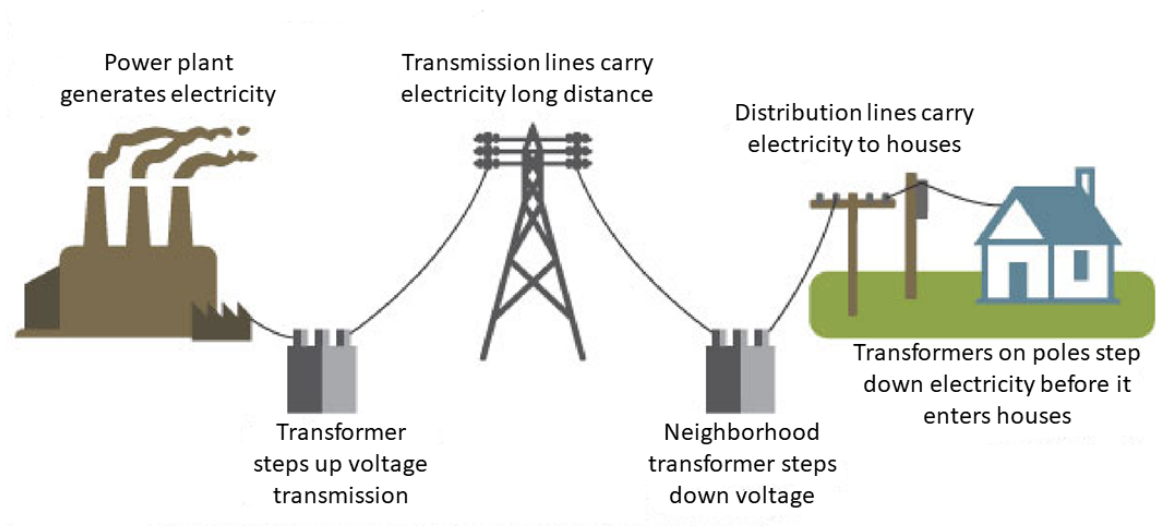 Power plant
generates electricity
Transmission lines carry
electricity long distance
Distribution lines carry
electricity to houses
Transformer
steps up voltage
transmission
Neighborhood
transformer steps
down voltage
Transformers on poles step
down electricity before it
enters houses